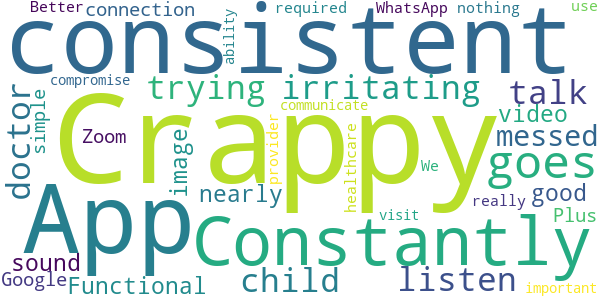 Better connection • required WhatsApp nothing use
consistent
ability
compromise
trying irritating talk
doctor simple Zoom image Crappy communicate video
provider healthcare messed
We goes
App nearly really good
Constantly visit Plus
sound
Google Functional child listen important